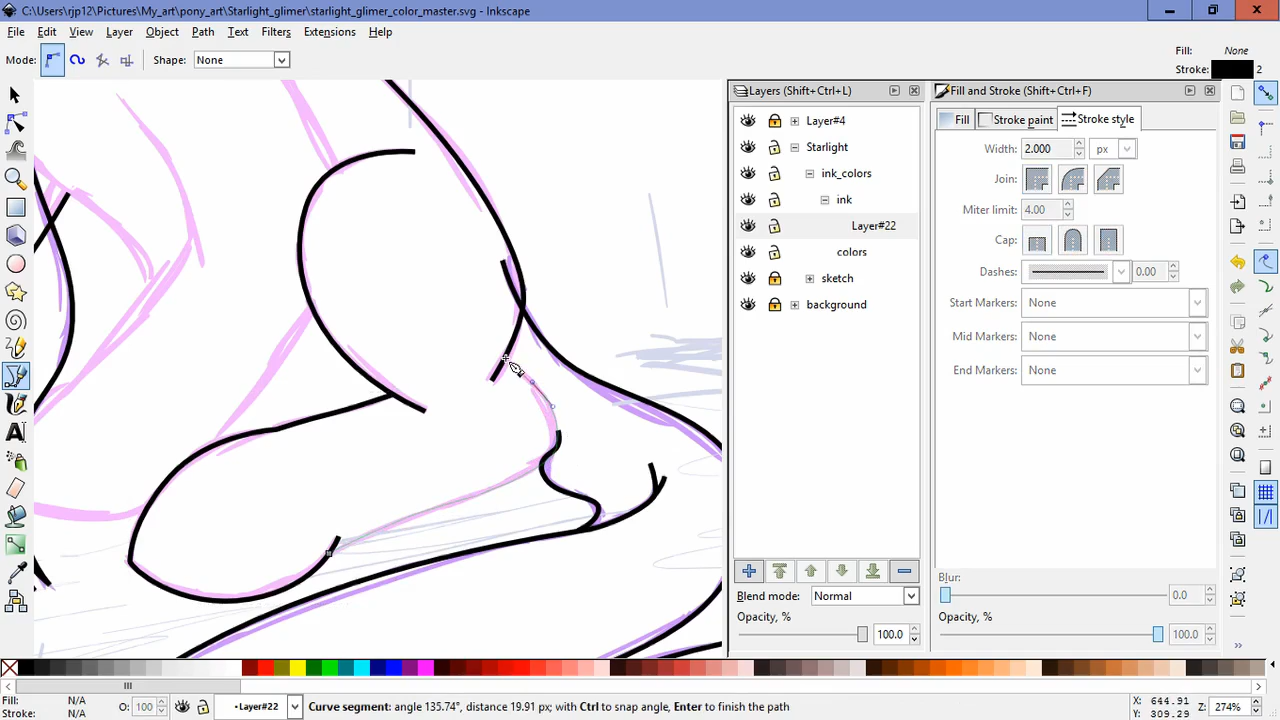 C:\Users\rjp12\Pictures\My_art\pony_art\Starlight_glimer\starlight_glimer_color_master.svg - Inkscape
File Edit View Layer Object Path Text Filters Extensions Help
Mode: Shape: None
Fill: None
Stroke: 2
Layers (Shift+Ctrl+L)
Layer#4
Starlight
ink_colors
ink
Layer#22
colors
sketch
background
Blend mode: Normal
Opacity, %
100.0
Fill and Stroke (Shift+Ctrl+F)
Fill Stroke paint Stroke style
Width: 2.000 px
Join:
Miter limit: 4.00
Cap:
Dashes: 0.00
Start Markers: None
Mid Markers: None
End Markers: None
Blur:
0.0
Opacity, %
100.0
Fill: N/A
Stroke: N/A
O: 100
•Layer#22
Curve segment: angle 135.74°, distance 19.91 px; with Ctrl to snap angle, Enter to finish the path
X: 644.91
Y: 309.29
Z: 274%